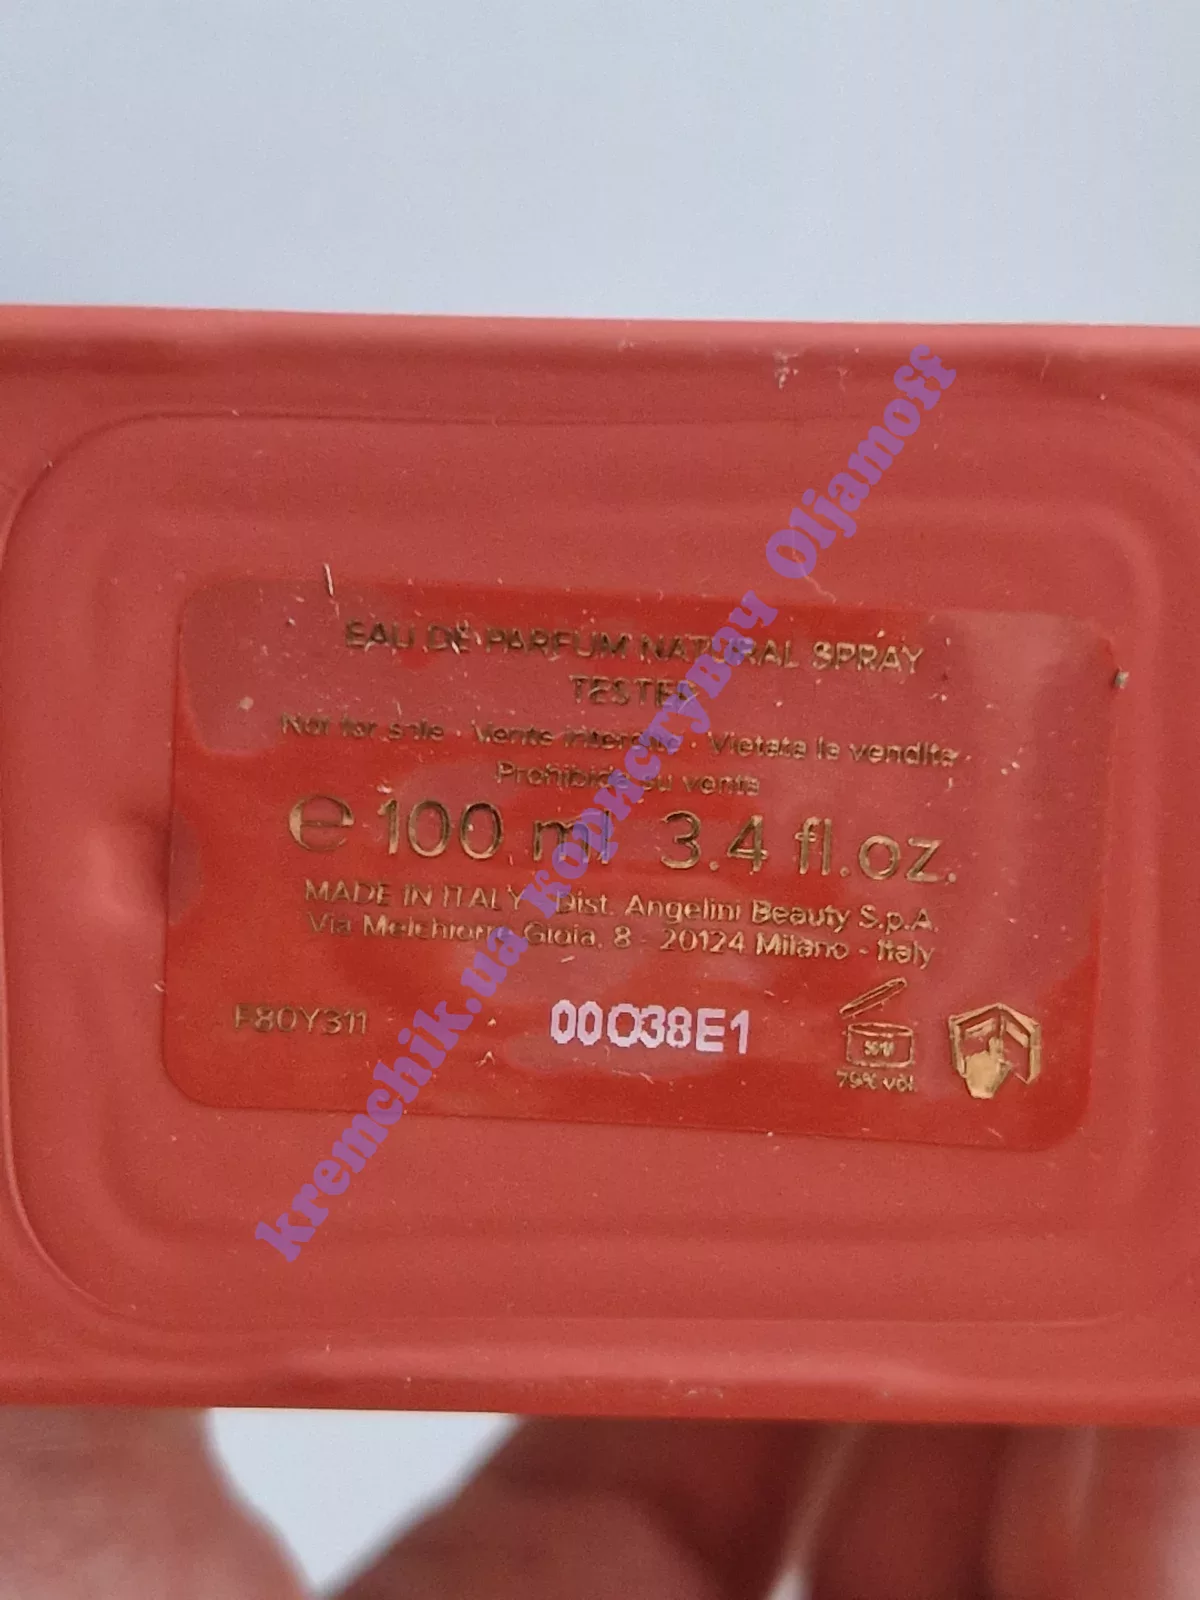 EAU DE PARFUM NATURAL SPRAY
TESTER
Not for sale · Vente interdite · Vietata la vendita ·
Prohibida su venta
℮ 100 ml 3.4 fl.oz.
MADE IN ITALY - Dist. Angelini Beauty S.p.A.
Via Melchiorre Gioia, 8 - 20124 Milano - Italy
F80Y311 00O38E1
36M
79% vol.
kremchik.ua користувач Oljamoff